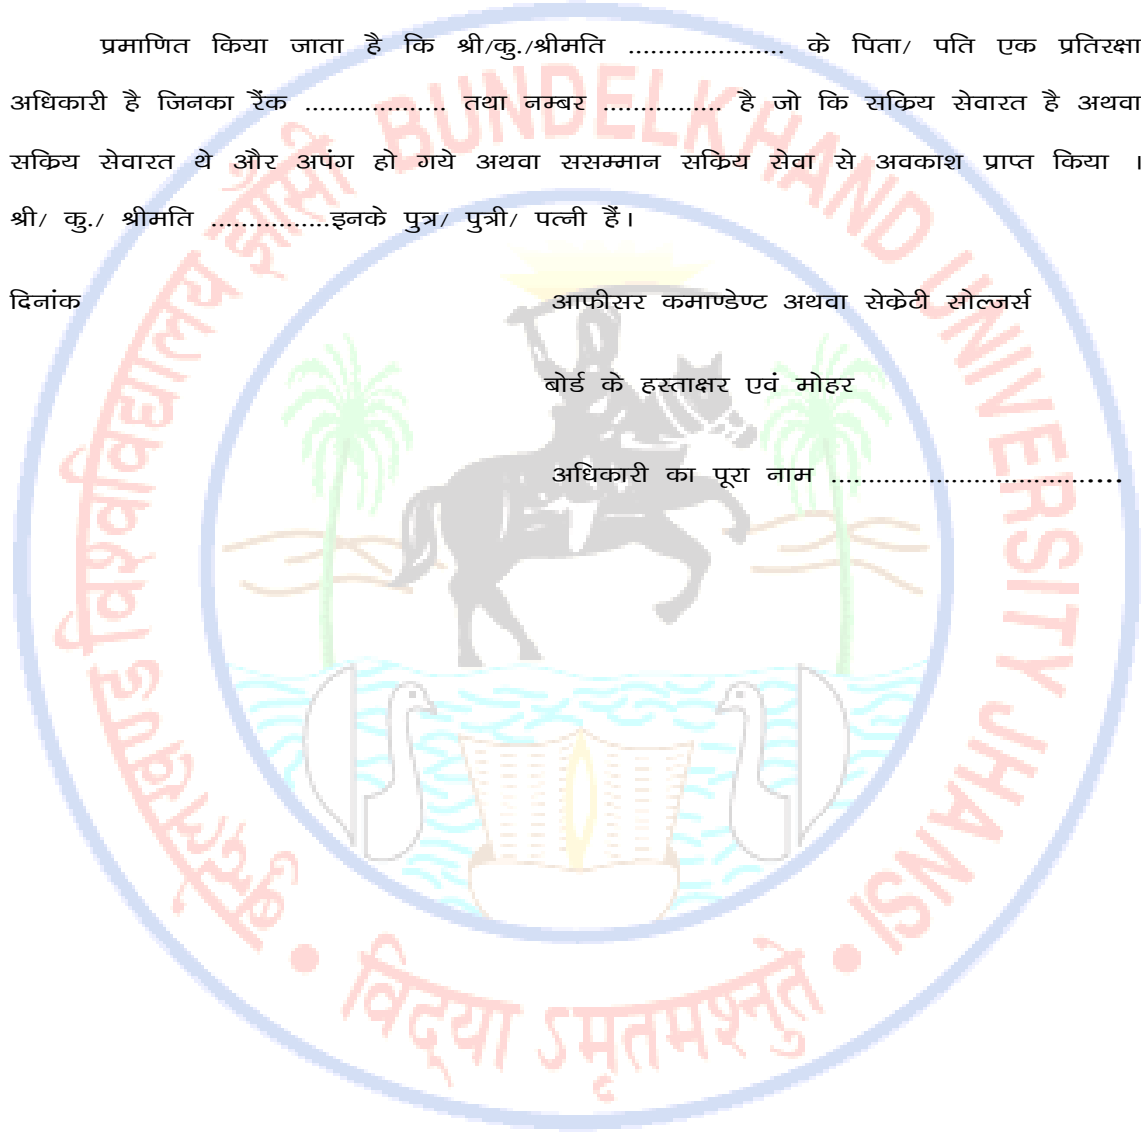 प्रमाणित किया जाता है कि श्री/कु./श्रीमति ..................... के पिता/ पति एक प्रतिरक्षा
अधिकारी है जिनका रैंक ................... तथा नम्बर ................ है जो कि सक्रिय सेवारत है अथवा
सक्रिय सेवारत थे और अपंग हो गये अथवा ससम्मान सक्रिय सेवा से अवकाश प्राप्त किया ।
श्री/ कु./ श्रीमति ................इनके पुत्र/ पुत्री/ पत्नी हैं।
दिनांक आफीसर कमाण्डेण्ट अथवा सेक्रेटी सोल्जर्स
बोर्ड के हस्ताक्षर एवं मोहर
अधिकारी का पूरा नाम ......................................
बुन्देलखण्ड विश्वविद्यालय झाँसी
BUNDELKHAND UNIVERSITY JHANSI
विद्या ऽमृतमश्नुते